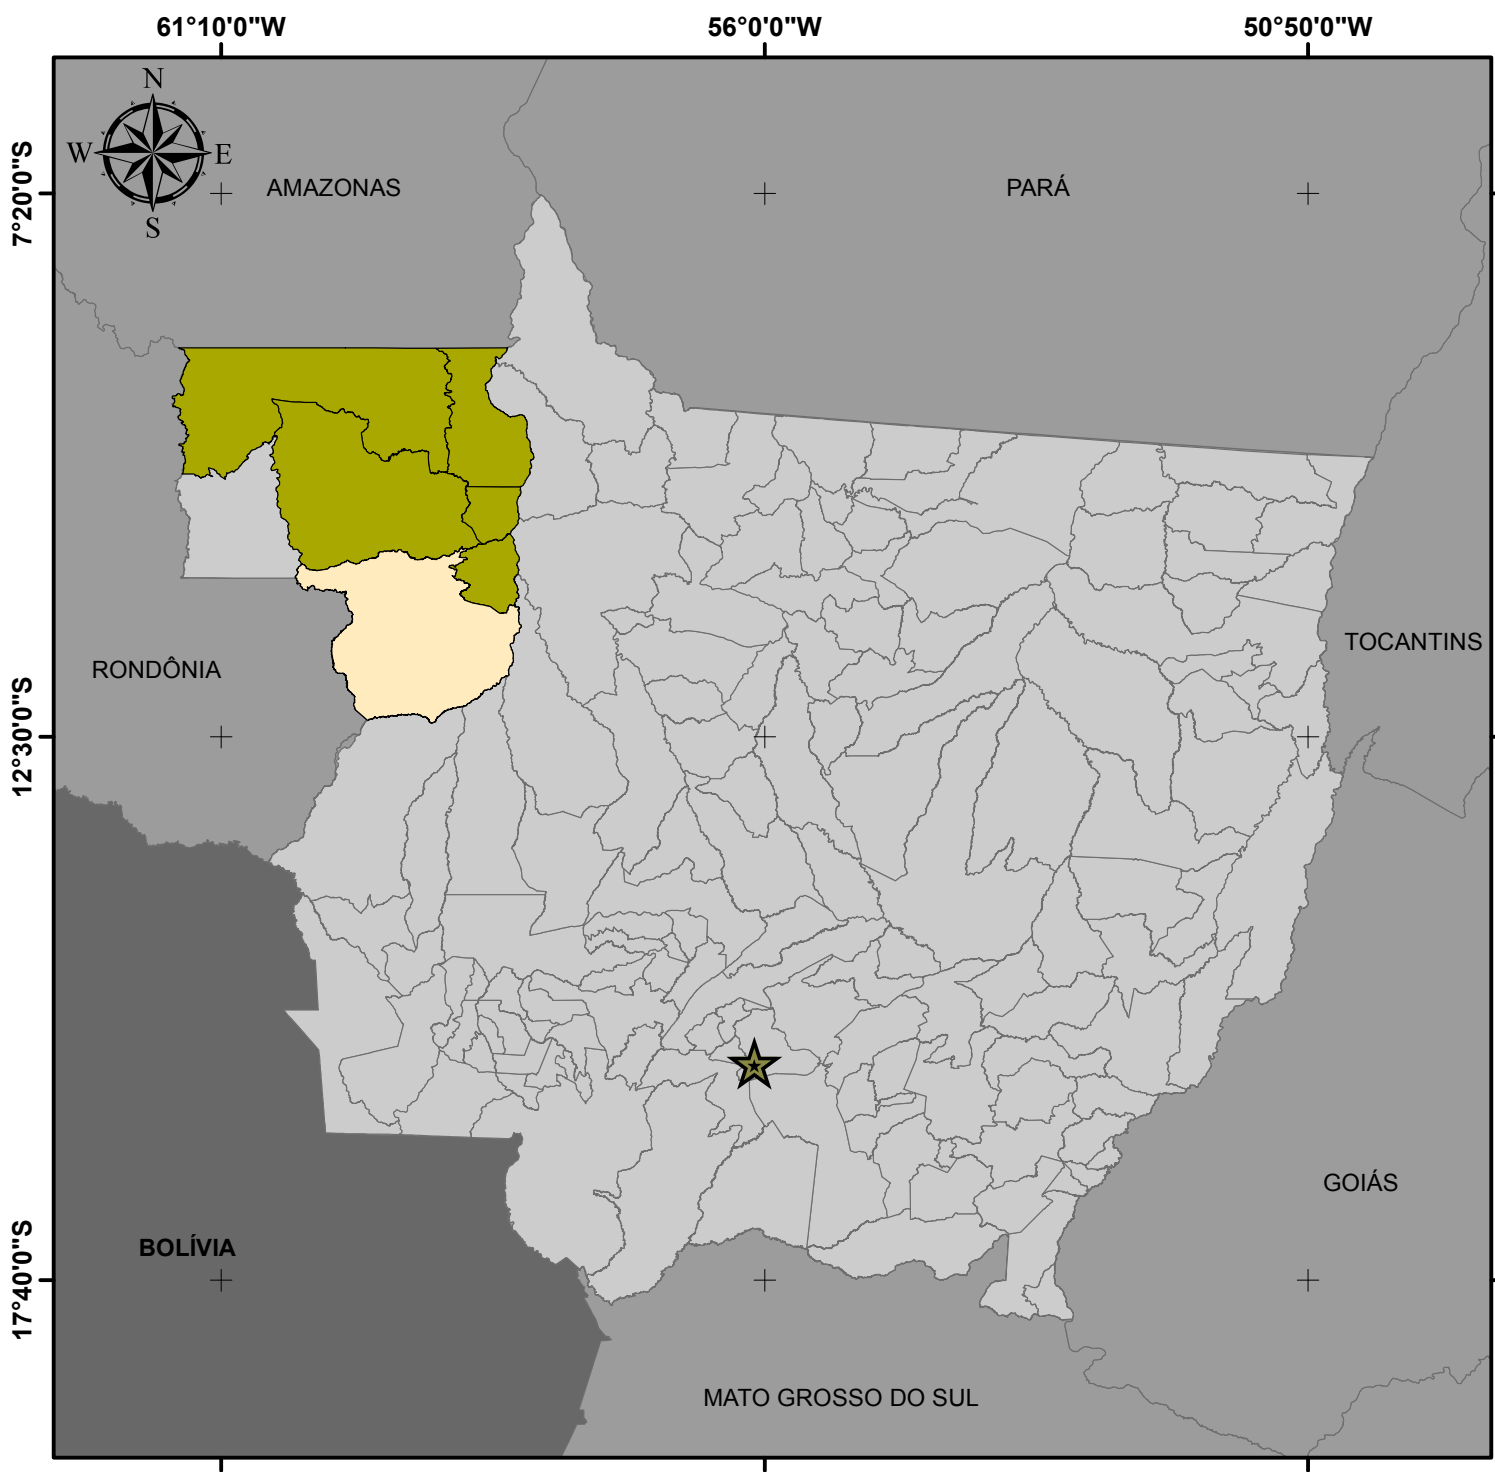 61°10'0"W 56°0'0"W 50°50'0"W
N
W E
S
7°20'0"S
AMAZONAS
PARÁ
RONDÔNIA
TOCANTINS
12°30'0"S
GOIÁS
BOLÍVIA
17°40'0"S
MATO GROSSO DO SUL